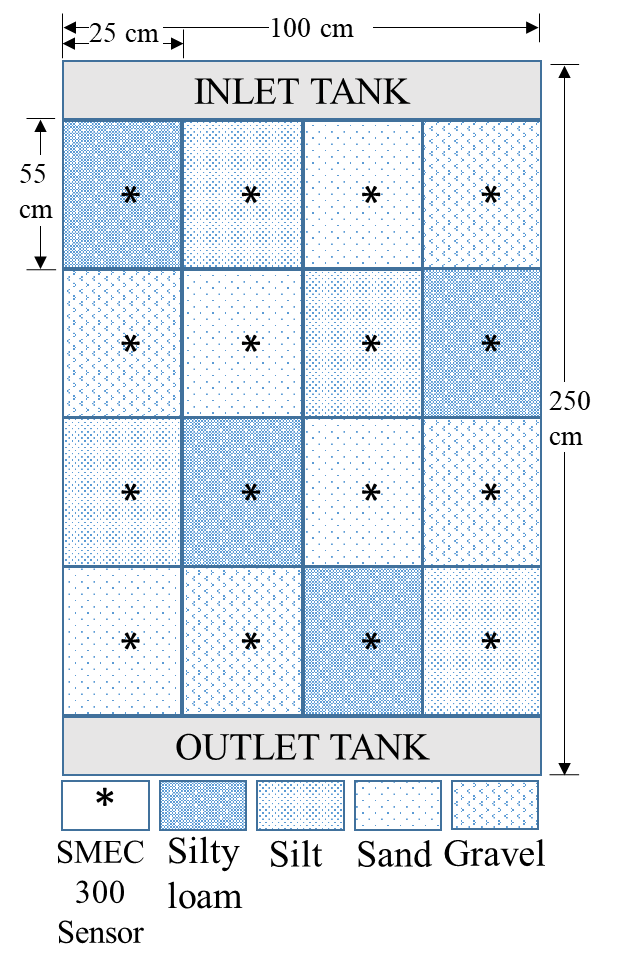 100 cm
25 cm
INLET TANK
55
cm
*
*
*
*
*
*
*
*
250
cm
*
*
*
*
*
*
*
*
OUTLET TANK
*
SMEC
300
Sensor
Silty
loam
Silt
Sand
Gravel